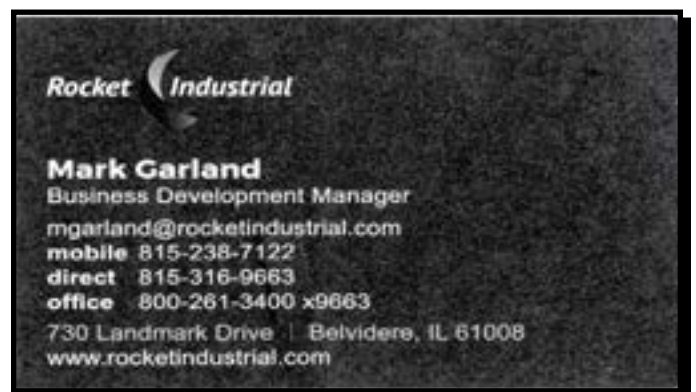 Rocket Industrial
Mark Garland
Business Development Manager
mgarland@rocketindustrial.com
mobile 815-238-7122
direct 815-316-9663
office 800-261-3400 x9663
730 Landmark Drive | Belvidere, IL 61008
www.rocketindustrial.com